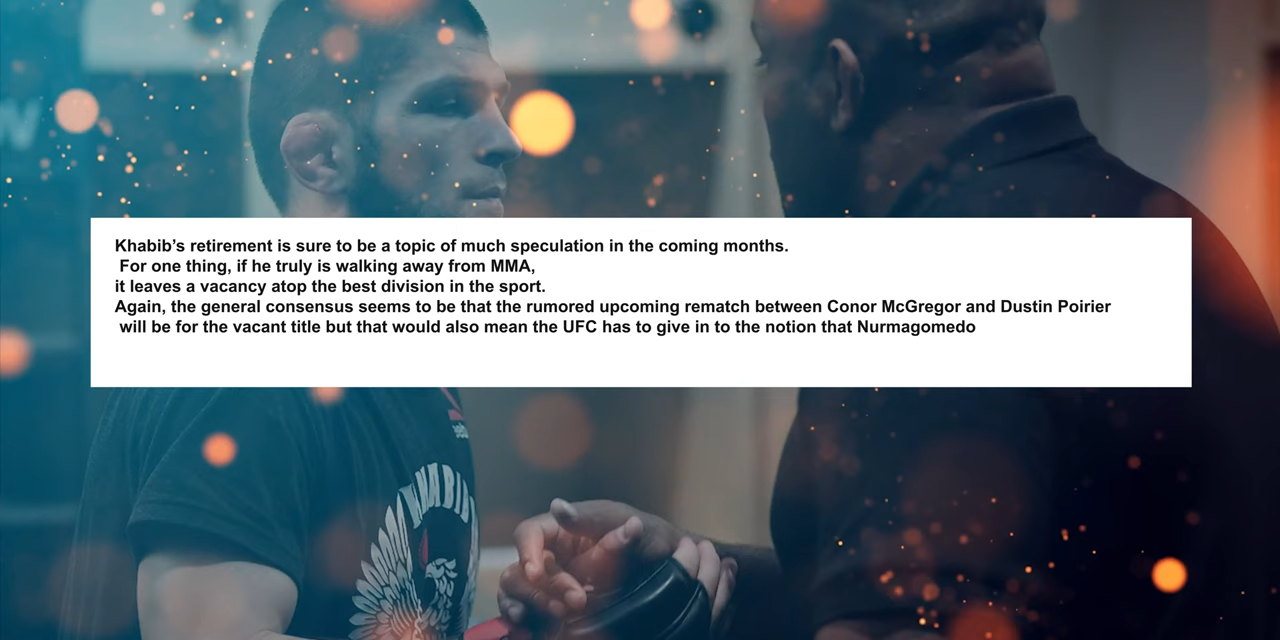 Khabib’s retirement is sure to be a topic of much speculation in the coming months.
For one thing, if he truly is walking away from MMA,
it leaves a vacancy atop the best division in the sport.
Again, the general consensus seems to be that the rumored upcoming rematch between Conor McGregor and Dustin Poirier
will be for the vacant title but that would also mean the UFC has to give in to the notion that Nurmagomedo